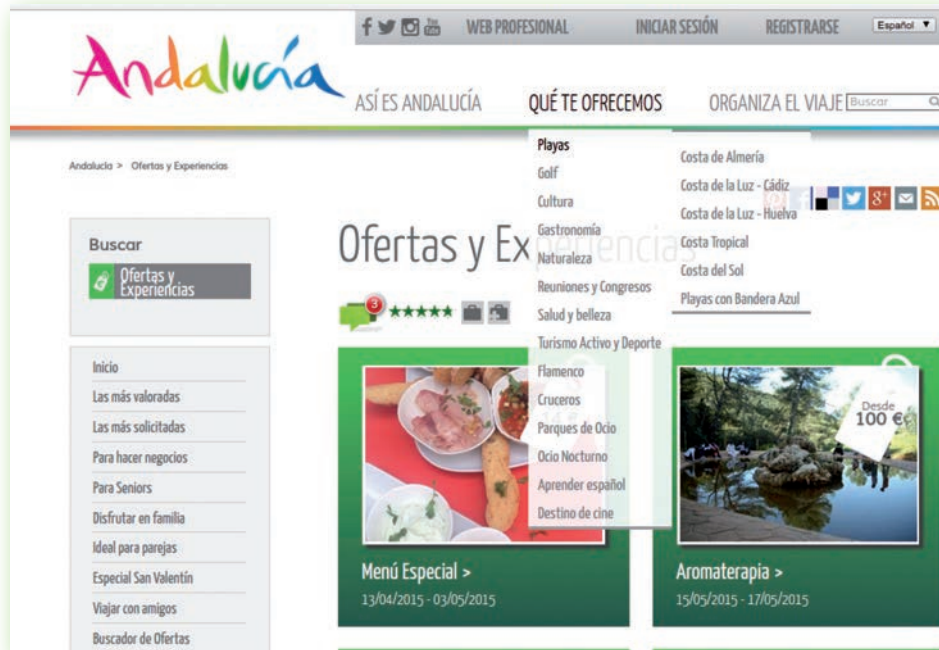 Andalucía
WEB PROFESIONAL
INICIAR SESIÓN
REGISTRARSE
Español
ASÍ ES ANDALUCÍA
QUÉ TE OFRECEMOS
ORGANIZA EL VIAJE
Buscar
Andalucía > Ofertas y Experiencias
Playas
Golf
Cultura
Gastronomía
Naturaleza
Reuniones y Congresos
Salud y belleza
Turismo Activo y Deporte
Flamenco
Cruceros
Parques de Ocio
Ocio Nocturno
Aprender español
Destino de cine
Costa de Almería
Costa de la Luz - Cádiz
Costa de la Luz - Huelva
Costa Tropical
Costa del Sol
Playas con Bandera Azul
Buscar
Ofertas y
Experiencias
Inicio
Las más valoradas
Las más solicitadas
Para hacer negocios
Para Seniors
Disfrutar en familia
Ideal para parejas
Especial San Valentín
Viajar con amigos
Buscador de Ofertas
Ofertas y Experiencias
3
Menú Especial >
13/04/2015 - 03/05/2015
Desde
100 €
Aromaterapia >
15/05/2015 - 17/05/2015